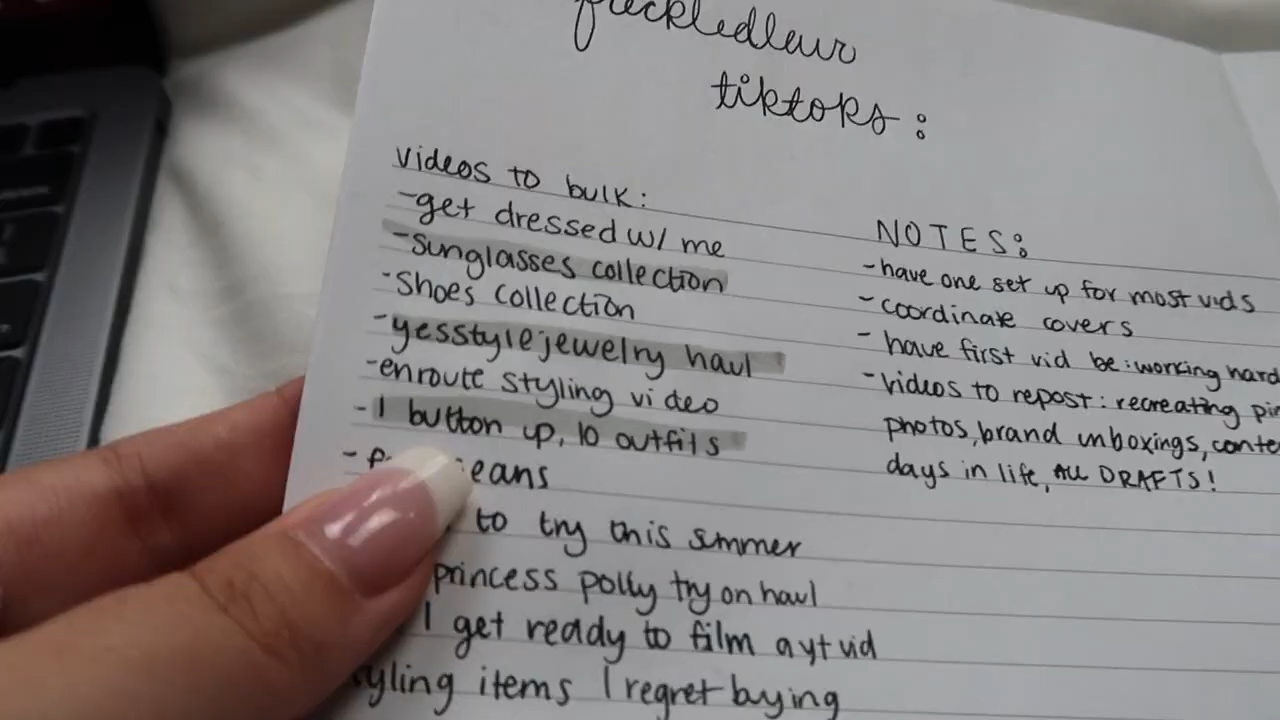 freckledleur
tiktoks:
videos to bulk:
-get dressed w/ me
-sunglasses collection
-shoes collection
-yesstyle jewelry haul
-enroute styling video
-1 button up, 10 outfits
to try this summer
princess polly try on haul
I get ready to film a yt vid
items I regret buying
NOTES:
-have one set up for most vids
-coordinate covers
-have first vid be: working hard
-videos to repost: recreating
photos, brand unboxings,
days in life, ALL DRAFTS!